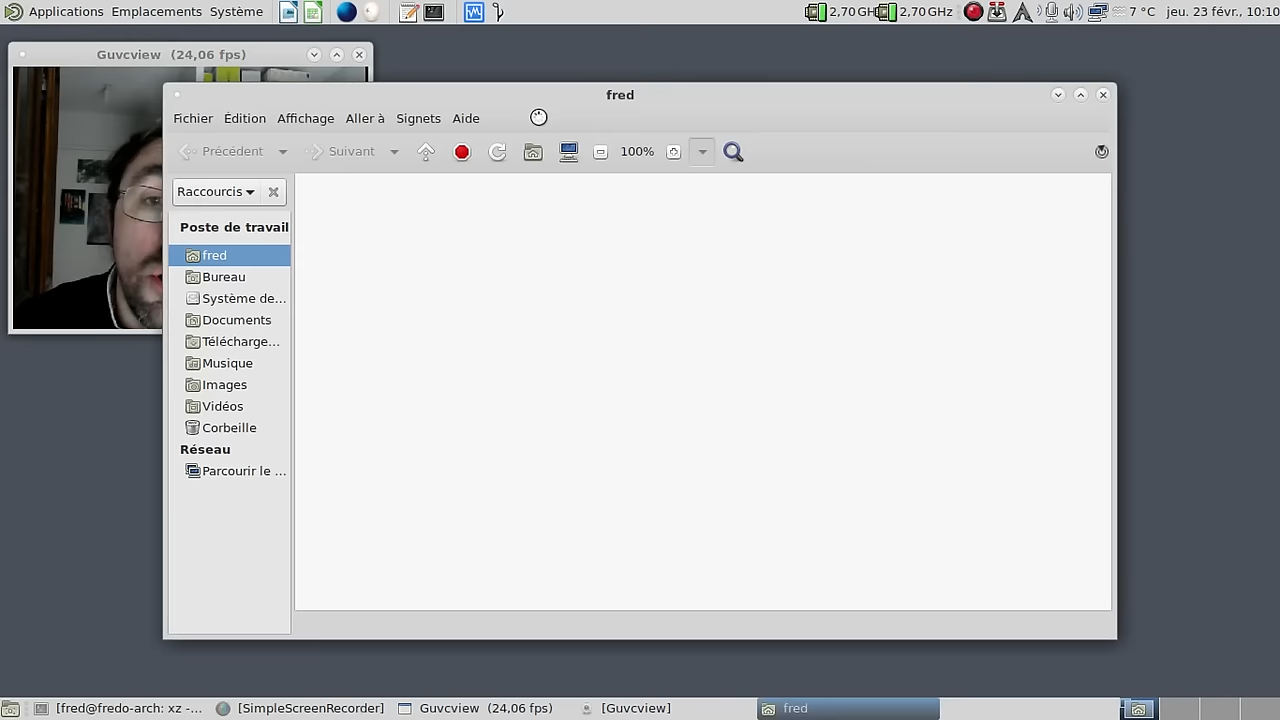 Applications Emplacements Système 2,70 GH 2,70 GHz 7 °C jeu. 23 févr., 10:10
Guvcview (24,06 fps)
fred
Fichier Édition Affichage Aller à Signets Aide
Précédent Suivant 100%
Raccourcis
Poste de travail
fred
Bureau
Système de...
Documents
Télécharge...
Musique
Images
Vidéos
Corbeille
Réseau
Parcourir le ...
[fred@fredo-arch: xz -... [SimpleScreenRecorder] Guvcview (24,06 fps) [Guvcview] fred